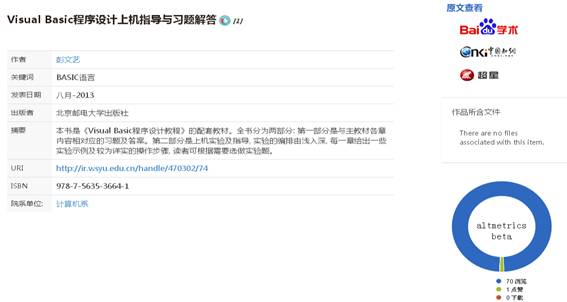 Visual Basic程序设计上机指导与习题解答
作者 彭文艺
关键词 BASIC语言
发表日期 八月-2013
出版者 北京邮电大学出版社
摘要 本书是《Visual Basic程序设计教程》的配套教材。全书分为两部分: 第一部分是与主教材各章
内容相对应的习题及答案。第二部分是上机实验及指导, 实验的编排由浅入深, 每一章给出一些
实验示例及较为详实的操作步骤, 读者可根据需要选做实验题。
URI http://ir.wsyu.edu.cn/handle/470302/74
ISBN 978-7-5635-3664-1
院系单位: 计算机系
原文查看
Bai du 学术
cnki 中国知网
超星
作品所含文件
There are no files
associated with this item.
altmetrics
beta
70 浏览
1 点赞
0 下载